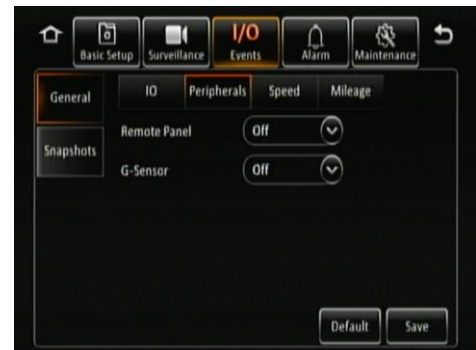 I/O
Basic Setup Surveillance Events Alarm Maintenance
General IO Peripherals Speed Mileage
Remote Panel Off
Snapshots
G-Sensor Off
Default Save